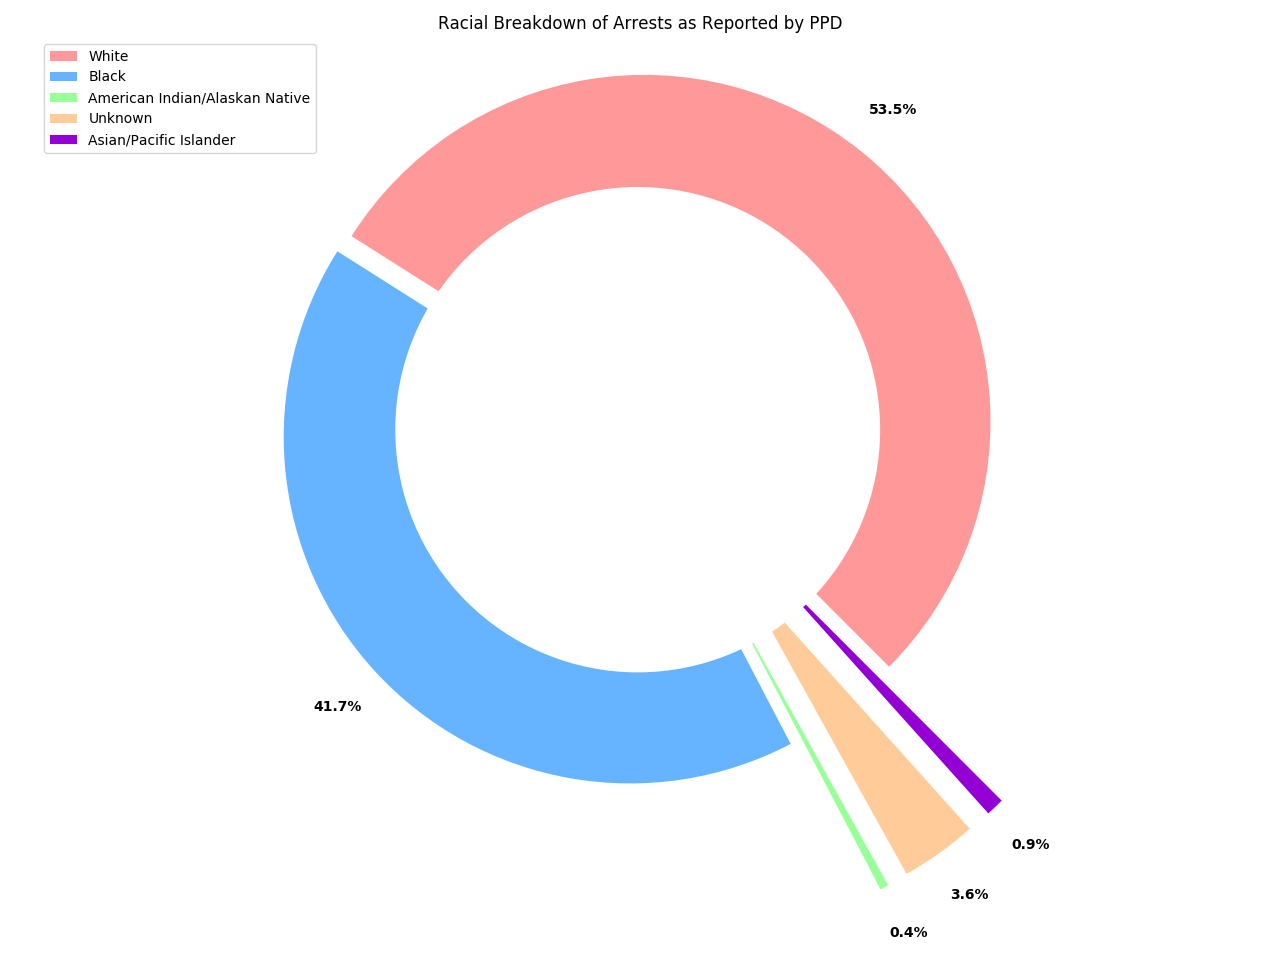 Racial Breakdown of Arrests as Reported by PPD
White
Black
American Indian/Alaskan Native
Unknown
Asian/Pacific Islander
53.5%
41.7%
0.9%
3.6%
0.4%